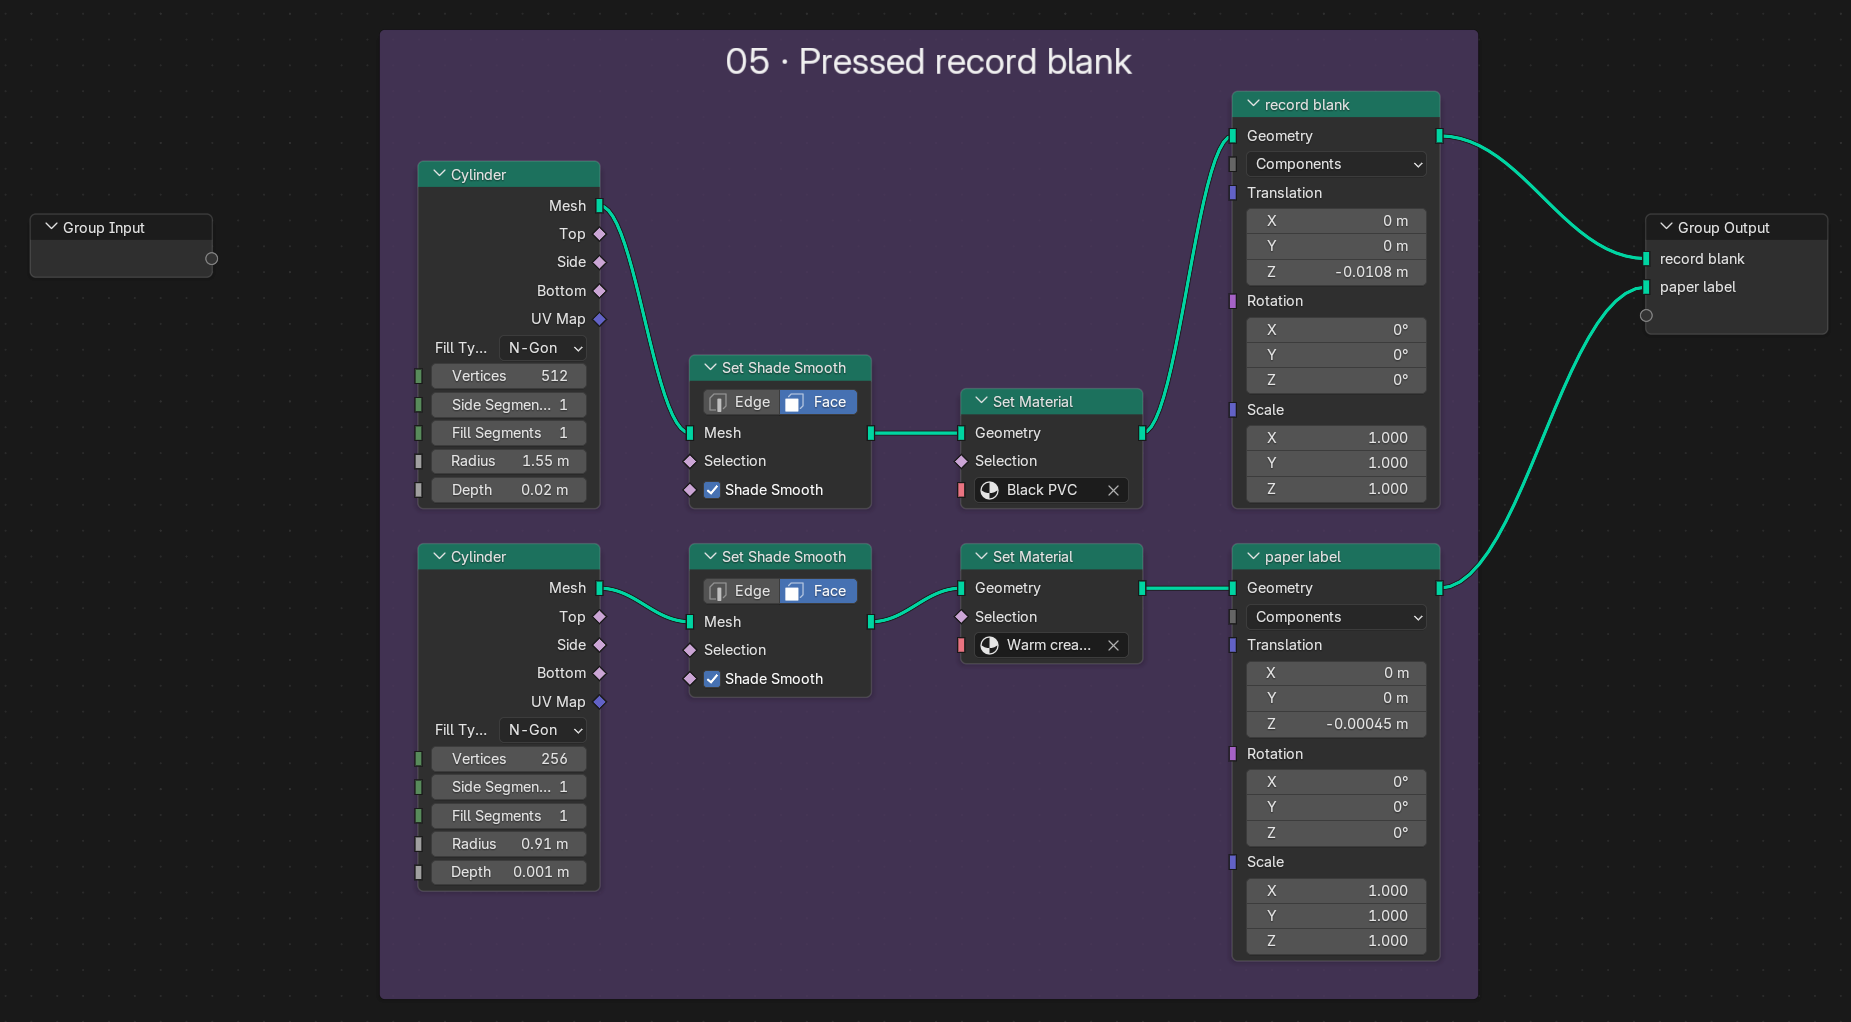 05 · Pressed record blank
Group Input
Cylinder
Mesh
Top
Side
Bottom
UV Map
Fill Ty... N-Gon
Vertices 512
Side Segmen... 1
Fill Segments 1
Radius 1.55 m
Depth 0.02 m
Set Shade Smooth
Edge Face
Mesh
Selection
Shade Smooth
Set Material
Geometry
Selection
Black PVC
record blank
Geometry
Components
Translation
X 0 m
Y 0 m
Z -0.0108 m
Rotation
X 0°
Y 0°
Z 0°
Scale
X 1.000
Y 1.000
Z 1.000
Group Output
record blank
paper label
Cylinder
Mesh
Top
Side
Bottom
UV Map
Fill Ty... N-Gon
Vertices 256
Side Segmen... 1
Fill Segments 1
Radius 0.91 m
Depth 0.001 m
Set Shade Smooth
Edge Face
Mesh
Selection
Shade Smooth
Set Material
Geometry
Selection
Warm crea...
paper label
Geometry
Components
Translation
X 0 m
Y 0 m
Z -0.00045 m
Rotation
X 0°
Y 0°
Z 0°
Scale
X 1.000
Y 1.000
Z 1.000